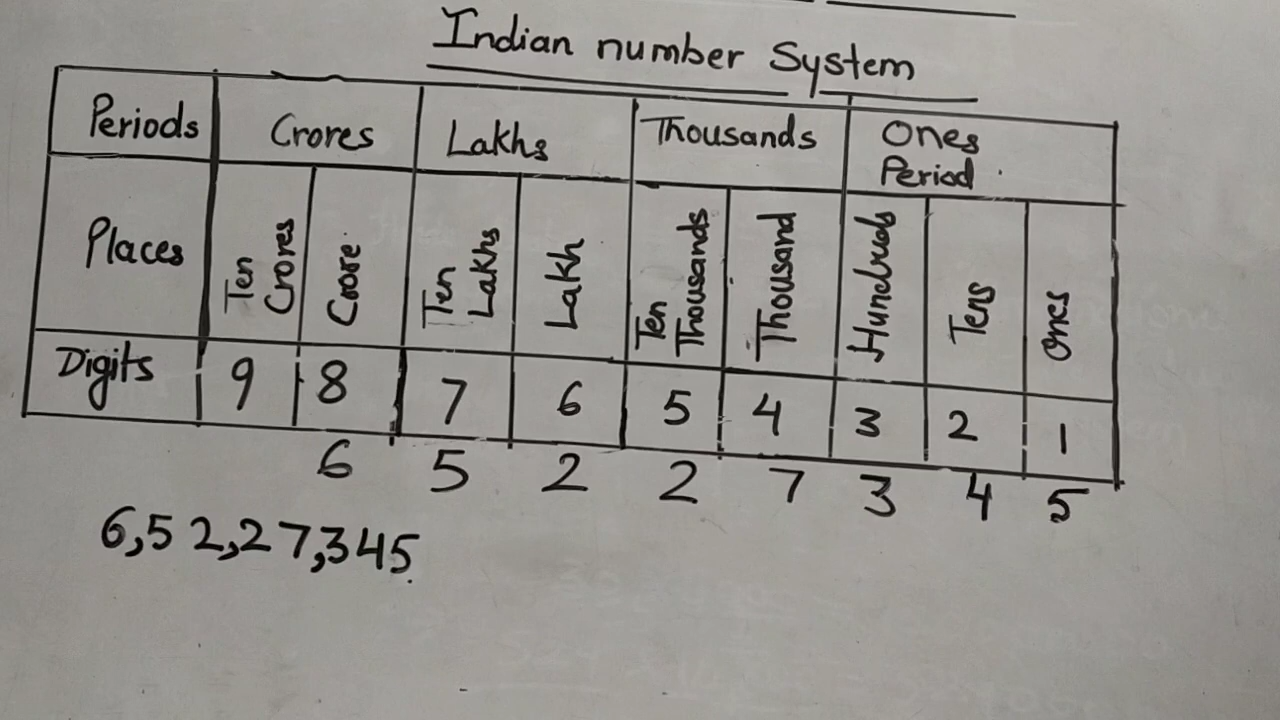 Indian number System
Periods Crores Lakhs Thousands Ones Period
Places Ten Crores Crore Ten Lakhs Lakh Ten Thousands Thousand Hundreds Tens Ones
Digits 9 8 7 6 5 4 3 2 1
6 5 2 2 7 3 4 5
6,52,27,345